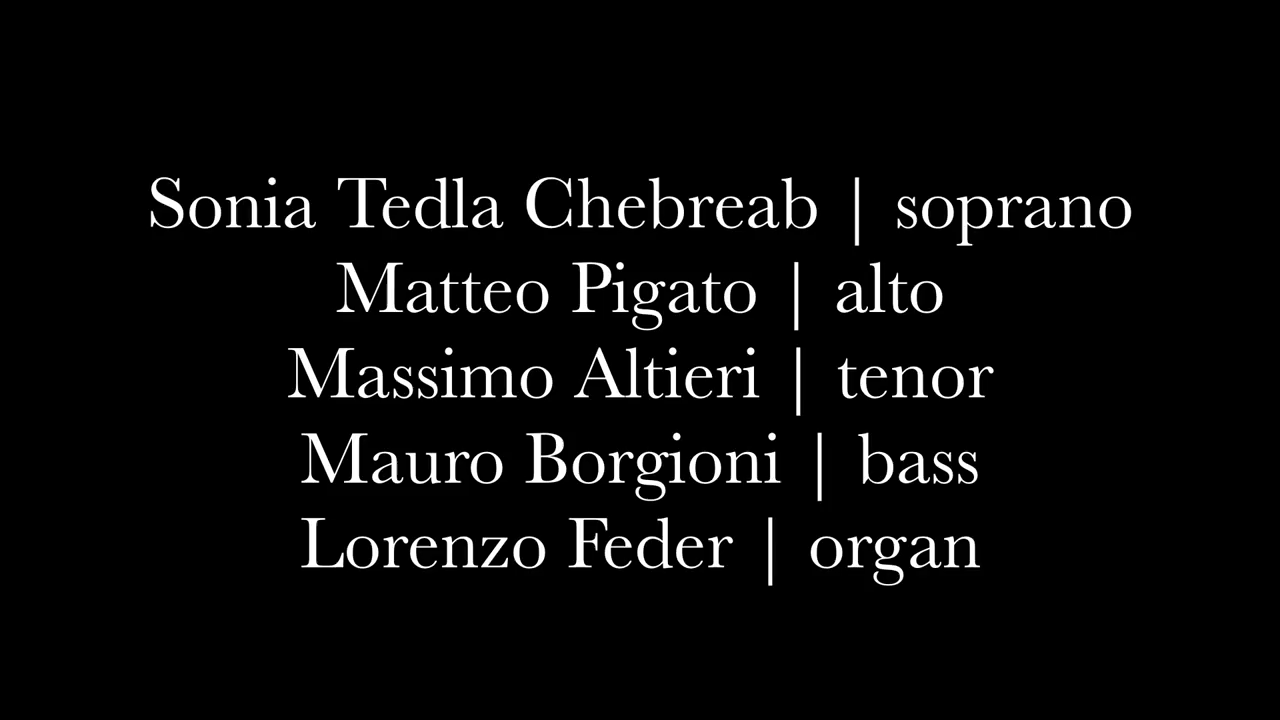 Sonia Tedla Chebreab | soprano
Matteo Pigato | alto
Massimo Altieri | tenor
Mauro Borgioni | bass
Lorenzo Feder | organ